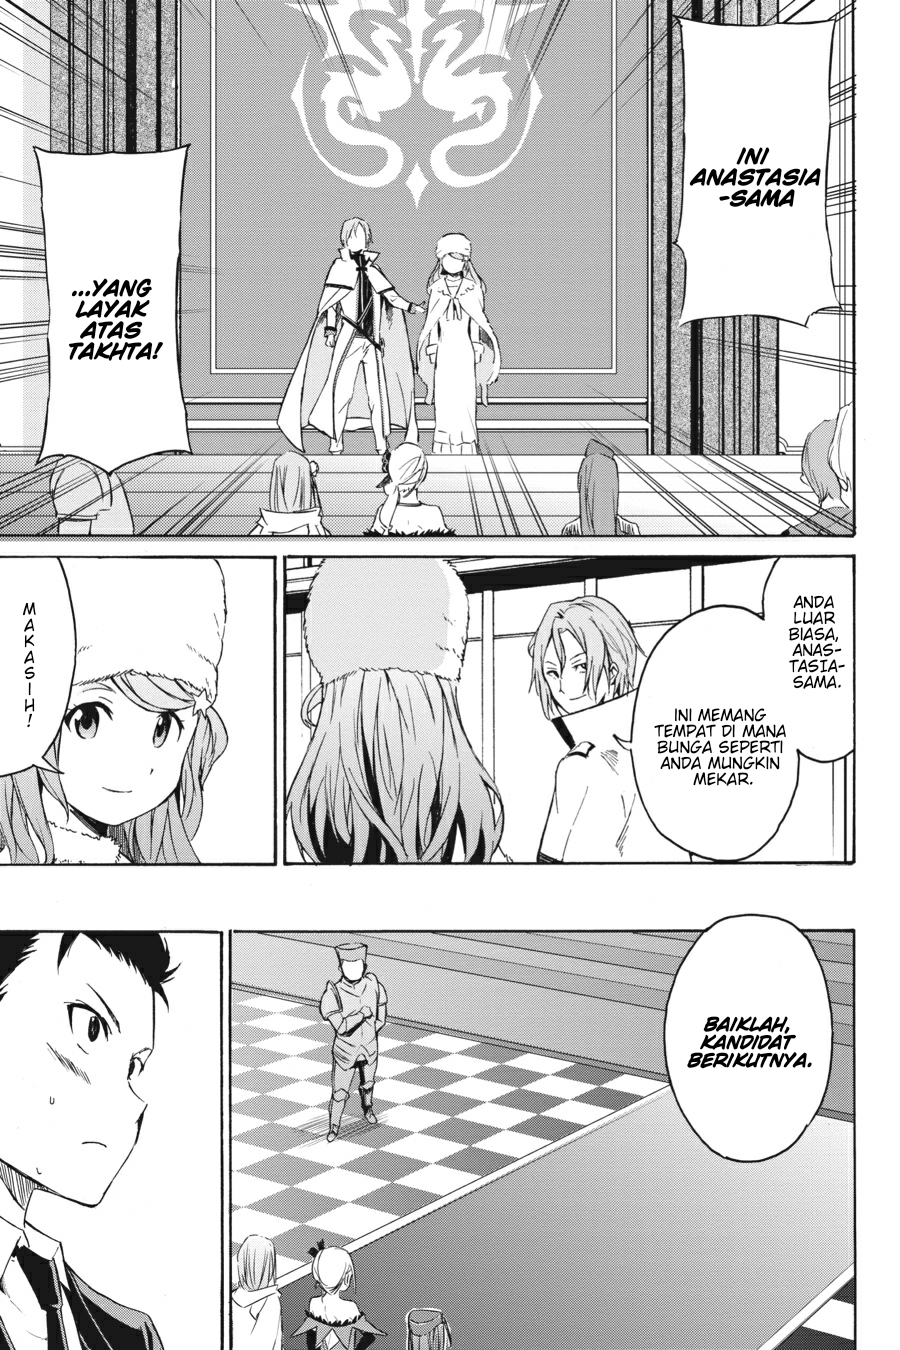 INI
ANASTASIA
-SAMA
...YANG
LAYAK
ATAS
TAKHTA!
ANDA
LUAR
BIASA,
ANAS-
TASIA-
SAMA.
INI MEMANG
TEMPAT DI MANA
BUNGA SEPERTI
ANDA MUNGKIN
MEKAR.
MAKASIH!
BAIKLAH,
KANDIDAT
BERIKUTNYA.